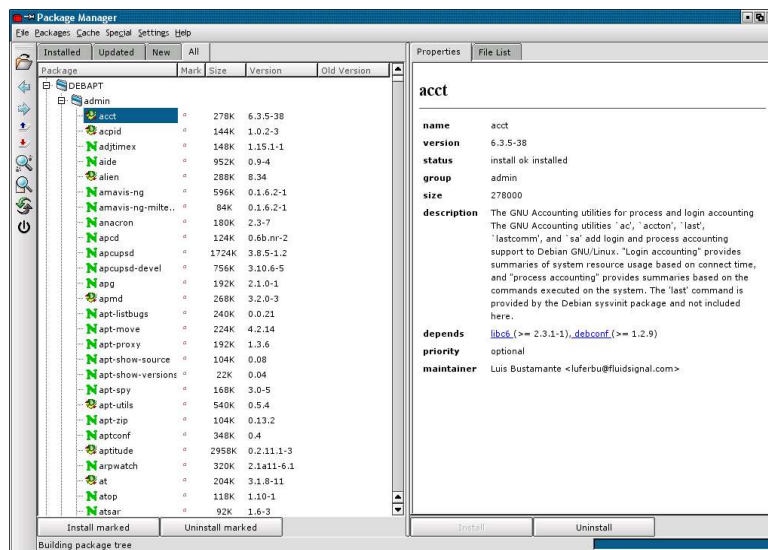 Package Manager
File Packages Cache Special Settings Help
Installed Updated New All
Package Mark Size Version Old Version
DEBAPT
admin
acct 278K 6.3.5-38
acpid 144K 1.0.2-3
adjtimex 148K 1.15.1-1
aide 952K 0.9-4
alien 288K 8.34
amavis-ng 596K 0.1.6.2-1
amavis-ng-milte.. 84K 0.1.6.2-1
anacron 180K 2.3-7
apcd 124K 0.6b.nr-2
apcupsd 1724K 3.8.5-1.2
apcupsd-devel 756K 3.10.6-5
apg 192K 2.1.0-1
apmd 268K 3.2.0-3
apt-listbugs 240K 0.0.21
apt-move 224K 4.2.14
apt-proxy 192K 1.3.6
apt-show-source 104K 0.08
apt-show-versions 22K 0.04
apt-spy 168K 3.0-5
apt-utils 540K 0.5.4
apt-zip 104K 0.13.2
aptconf 348K 0.4
aptitude 2958K 0.2.11.1-3
arpwatch 320K 2.1a11-6.1
at 204K 3.1.8-11
atop 118K 1.10-1
atsar 92K 1.6-3
Install marked Uninstall marked
Building package tree
Properties File List
acct
name acct
version 6.3.5-38
status install ok installed
group admin
size 278000
description The GNU Accounting utilities for process and login accounting
The GNU Accounting utilities `ac', `accton', `last',
`lastcomm', and `sa' add login and process accounting
support to Debian GNU/Linux. "Login accounting" provides
summaries of system resource usage based on connect time,
and "process accounting" provides summaries based on the
commands executed on the system. The 'last' command is
provided by the Debian sysvinit package and not included
here.
depends libc6 (>= 2.3.1-1), debconf (>= 1.2.9)
priority optional
maintainer Luis Bustamante <luferbu@fluidsignal.com>
Install Uninstall